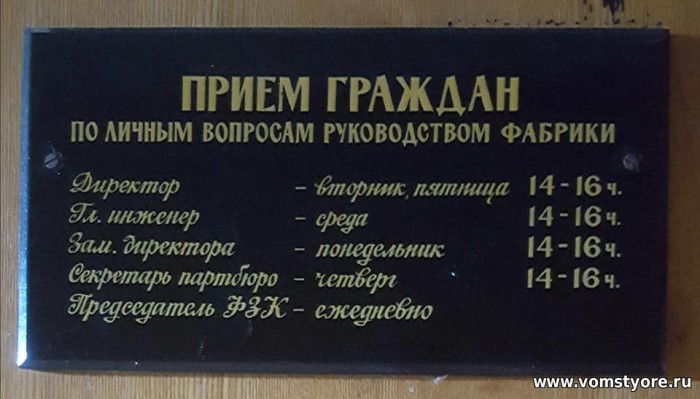 ПРИЕМ ГРАЖДАН
ПО ЛИЧНЫМ ВОПРОСАМ РУКОВОДСТВОМ ФАБРИКИ
Директор – вторник, пятница 14-16 ч.
Гл. инженер – среда 14-16 ч.
Зам. директора – понедельник 14-16 ч.
Секретарь партбюро – четверг 14-16 ч.
Председатель ФЗК – ежедневно
www.vomstyore.ru